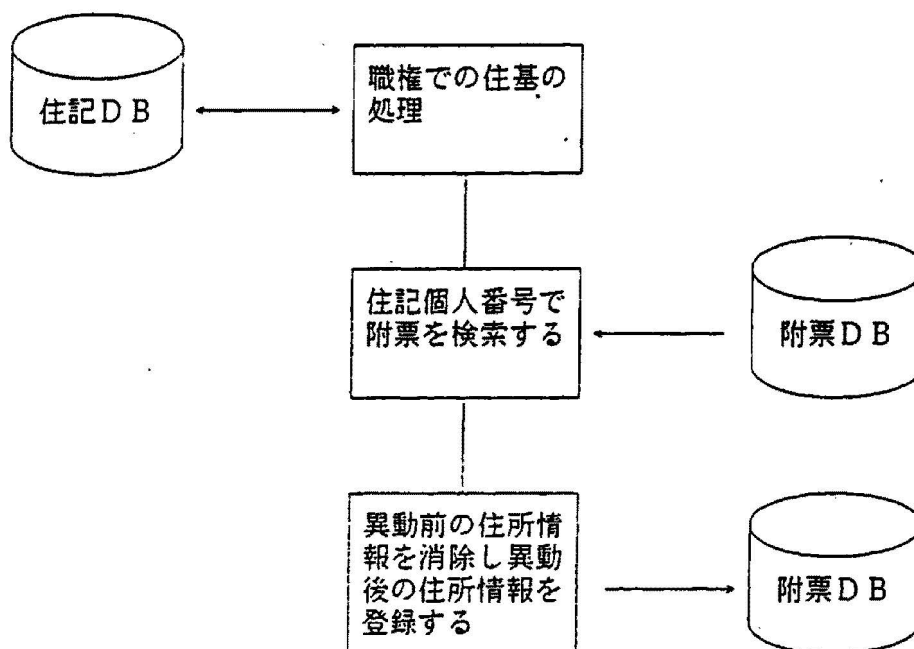 住記ＤＢ
職権での住基の
処理
住記個人番号で
附票を検索する
附票ＤＢ
異動前の住所情
報を消除し異動
後の住所情報を
登録する
附票ＤＢ